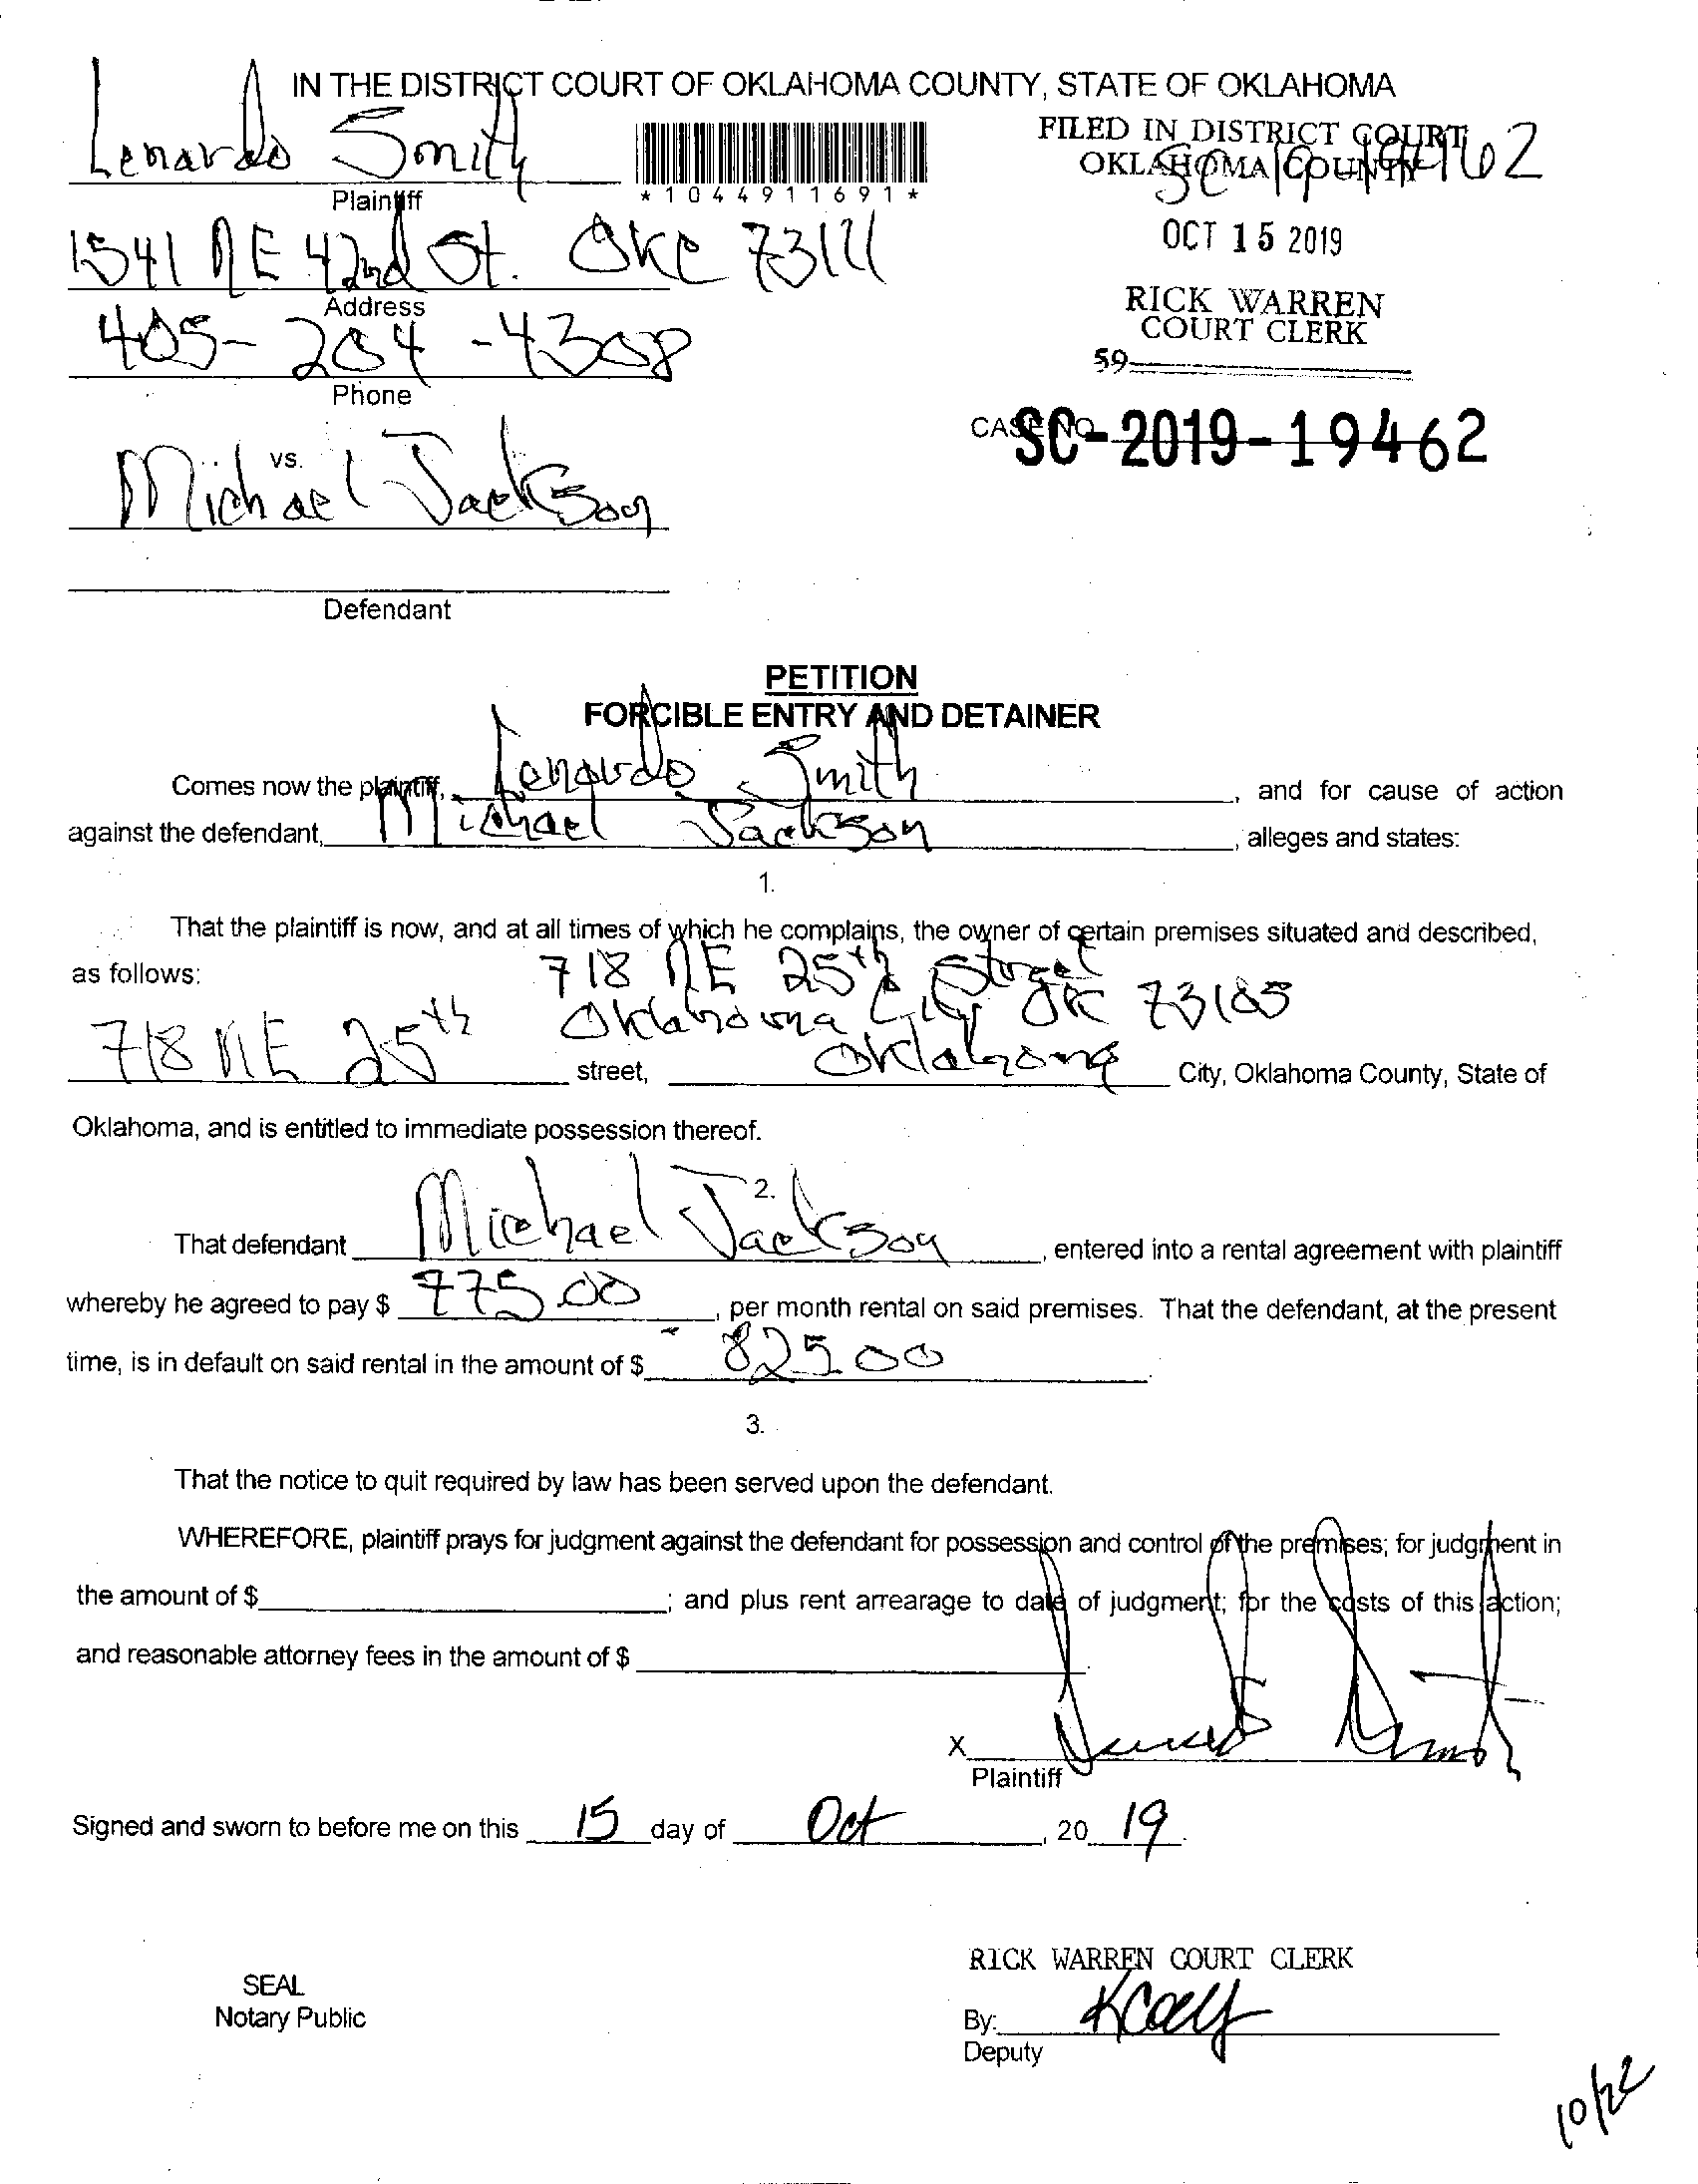 IN THE DISTRICT COURT OF OKLAHOMA COUNTY, STATE OF OKLAHOMA
Lenardo Smith
Plaintiff
*1044911691*
FILED IN DISTRICT COURT
OKLAHOMA COUNTY
SC 19 19462
OCT 15 2019
1541 NE 42nd St. OKC 73111
Address
RICK WARREN
COURT CLERK
405-204-4308
Phone
59
CASE NO. SC-2019-19462
vs.
Michael Jackson
Defendant
PETITION
FORCIBLE ENTRY AND DETAINER
Comes now the plaintiff, Lenardo Smith, and for cause of action
against the defendant, Michael Jackson, alleges and states:
1.
That the plaintiff is now, and at all times of which he complains, the owner of certain premises situated and described,
as follows: 718 NE 25th Street
Oklahoma City OK 73105
718 NE 25th street, Oklahoma City, Oklahoma County, State of
Oklahoma, and is entitled to immediate possession thereof.
2.
That defendant Michael Jackson, entered into a rental agreement with plaintiff
whereby he agreed to pay $ 775.00, per month rental on said premises. That the defendant, at the present
time, is in default on said rental in the amount of $ 825.00.
3.
That the notice to quit required by law has been served upon the defendant.
WHEREFORE, plaintiff prays for judgment against the defendant for possession and control of the premises; for judgment in
the amount of $ ; and plus rent arrearage to date of judgment; for the costs of this action;
and reasonable attorney fees in the amount of $ .
X
Plaintiff
Signed and sworn to before me on this 15 day of Oct, 20 19.
RICK WARREN COURT CLERK
SEAL
Notary Public
By:
Deputy
10/22